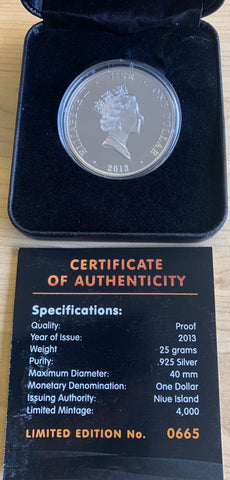 ELIZABETH II NIUE ONE DOLLAR
2013
CERTIFICATE
OF AUTHENTICITY
Specifications:
Quality: Proof
Year of Issue: 2013
Weight 25 grams
Purity: .925 Silver
Maximum Diameter: 40 mm
Monetary Denomination: One Dollar
Issuing Authority: Niue Island
Limited Mintage: 4,000
LIMITED EDITION No. 0665